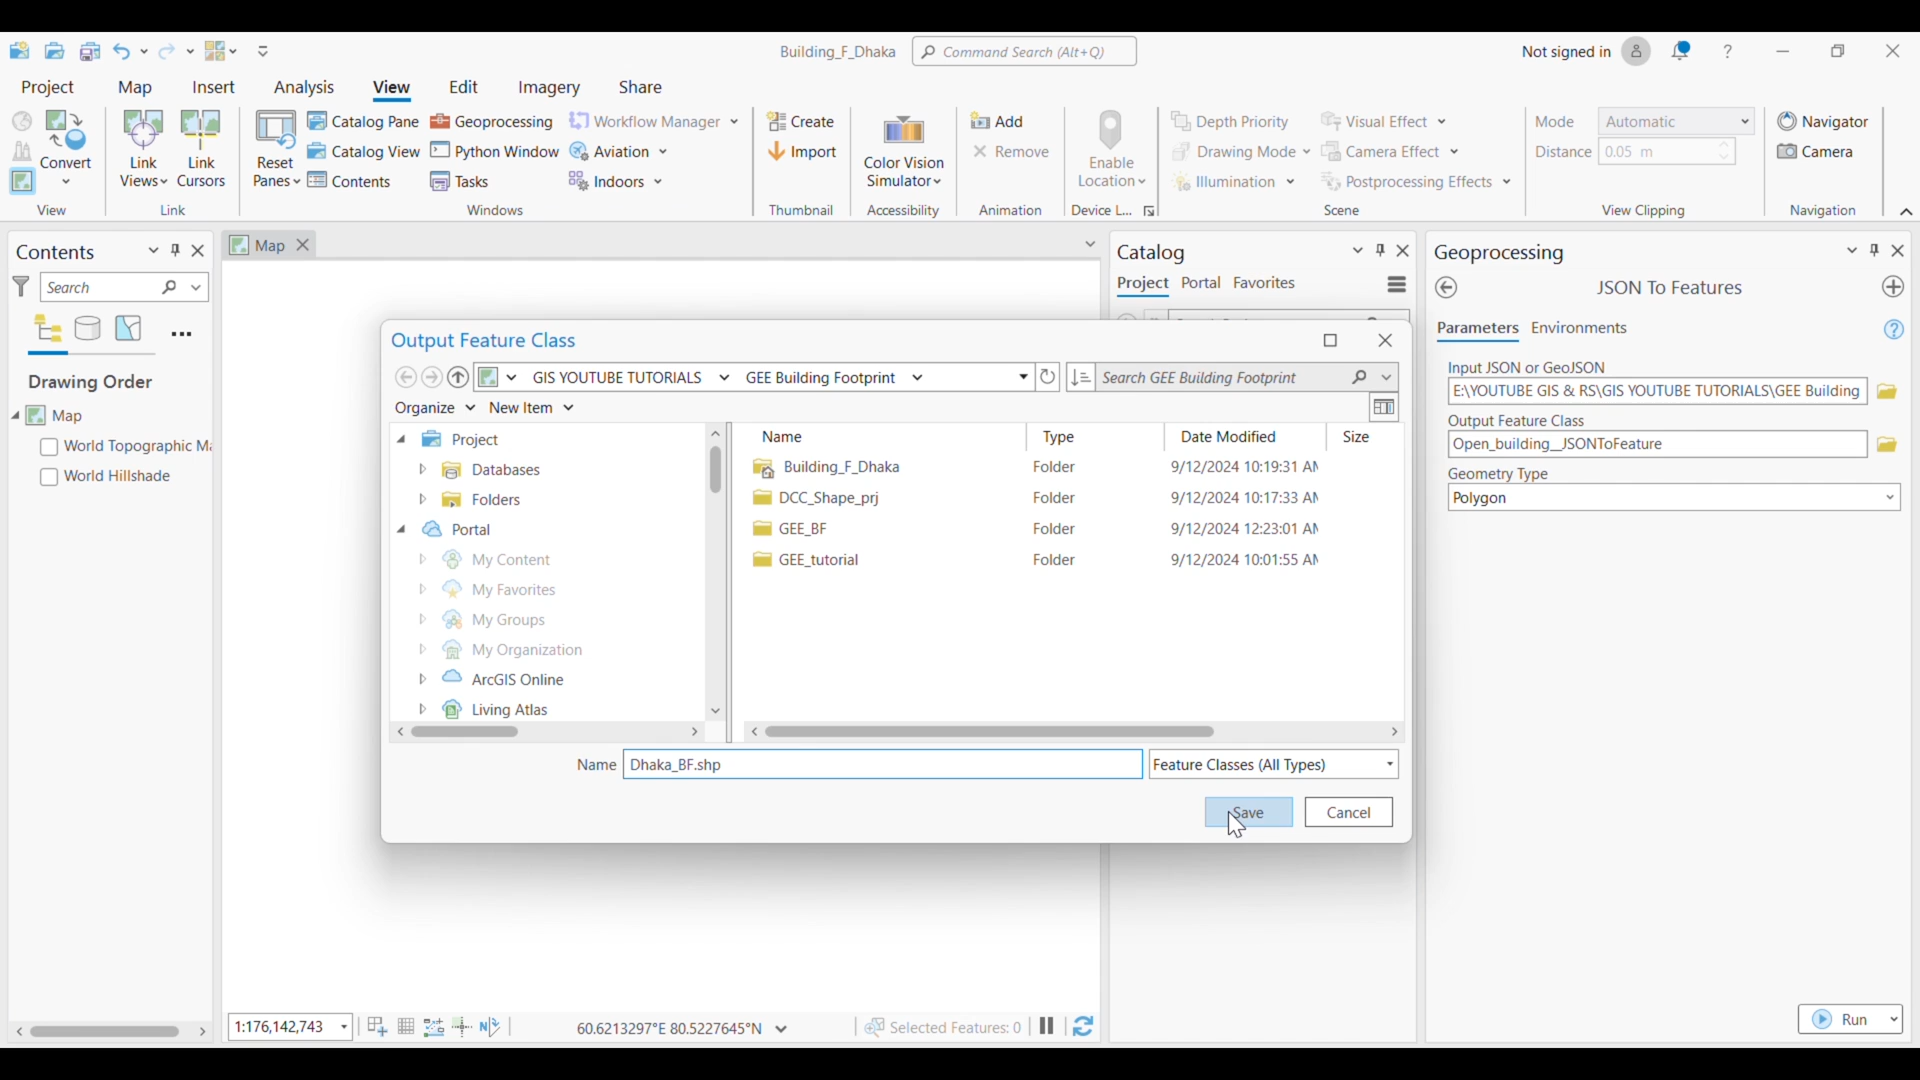 Building_F_Dhaka
Command Search (Alt+Q)
Not signed in
?
Project
Map
Insert
Analysis
View
Edit
Imagery
Share
Convert
View
Link Views
Link Cursors
Link
Reset Panes
Catalog Pane
Catalog View
Contents
Geoprocessing
Python Window
Tasks
Workflow Manager
Aviation
Indoors
Windows
Create
Import
Thumbnail
Color Vision Simulator
Accessibility
Add
Remove
Animation
Enable Location
Device L...
Depth Priority
Drawing Mode
Illumination
Visual Effect
Camera Effect
Postprocessing Effects
Scene
Mode Automatic
Distance 0.05 m
View Clipping
Navigator
Camera
Navigation
Contents
Search
...
Drawing Order
Map
World Topographic Ma
World Hillshade
Map
Catalog
Project Portal Favorites
Geoprocessing
JSON To Features
Parameters Environments
?
Input JSON or GeoJSON
E:\YOUTUBE GIS & RS\GIS YOUTUBE TUTORIALS\GEE Building
Output Feature Class
Open_building__JSONToFeature
Geometry Type
Polygon
Output Feature Class
GIS YOUTUBE TUTORIALS
GEE Building Footprint
Search GEE Building Footprint
Organize
New Item
Project
Databases
Folders
Portal
My Content
My Favorites
My Groups
My Organization
ArcGIS Online
Living Atlas
Name Type Date Modified Size
Building_F_Dhaka Folder 9/12/2024 10:19:31 AM
DCC_Shape_prj Folder 9/12/2024 10:17:33 AM
GEE_BF Folder 9/12/2024 12:23:01 AM
GEE_tutorial Folder 9/12/2024 10:01:55 AM
Name Dhaka_BF.shp
Feature Classes (All Types)
Save
Cancel
1:176,142,743
60.6213297°E 80.5227645°N
Selected Features: 0
Run